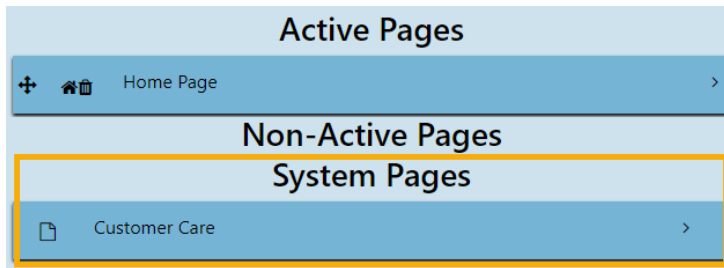 Active Pages
Home Page
Non-Active Pages
System Pages
Customer Care